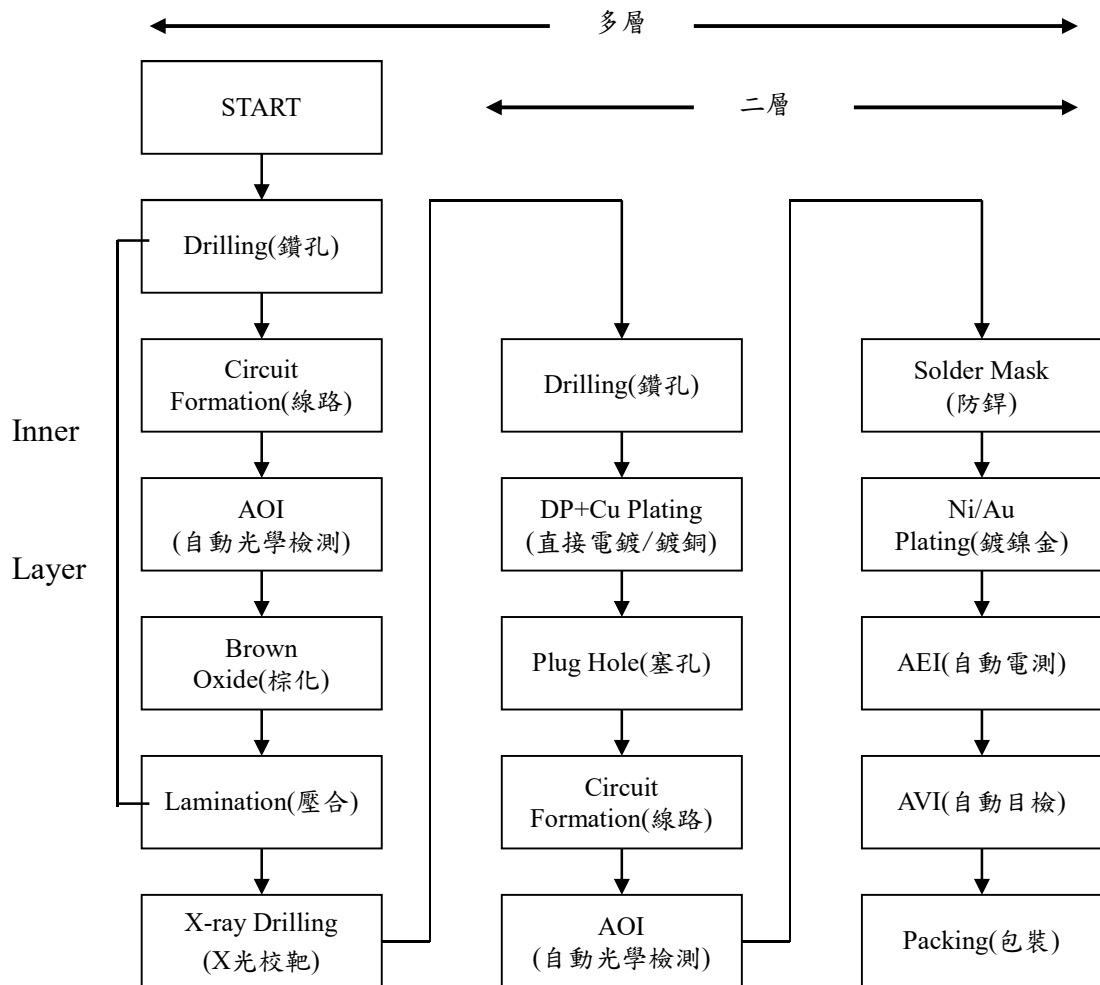 多層
二層
START
Drilling(鑽孔)
Circuit
Formation(線路)
AOI
(自動光學檢測)
Brown
Oxide(棕化)
Lamination(壓合)
X-ray Drilling
(X光校靶)
Inner
Layer
Drilling(鑽孔)
DP+Cu Plating
(直接電鍍/鍍銅)
Plug Hole(塞孔)
Circuit
Formation(線路)
AOI
(自動光學檢測)
Solder Mask
(防銲)
Ni/Au
Plating(鍍鎳金)
AEI(自動電測)
AVI(自動目檢)
Packing(包裝)